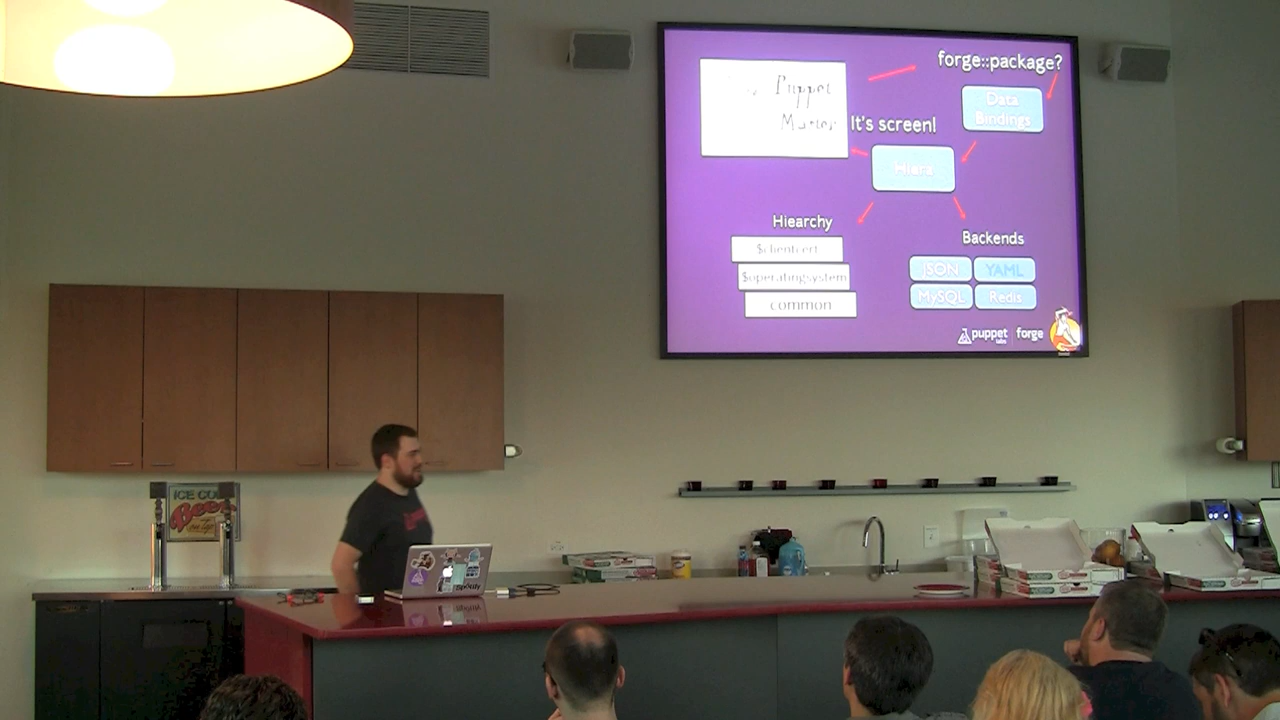 forge::package?
Puppet
Master
It's screen!
Data
Bindings
Hiera
Hiearchy
$clientcert
$operatingsystem
common
Backends
JSON
YAML
MySQL
Redis
puppet
labs
forge
ICE COLD
Beer